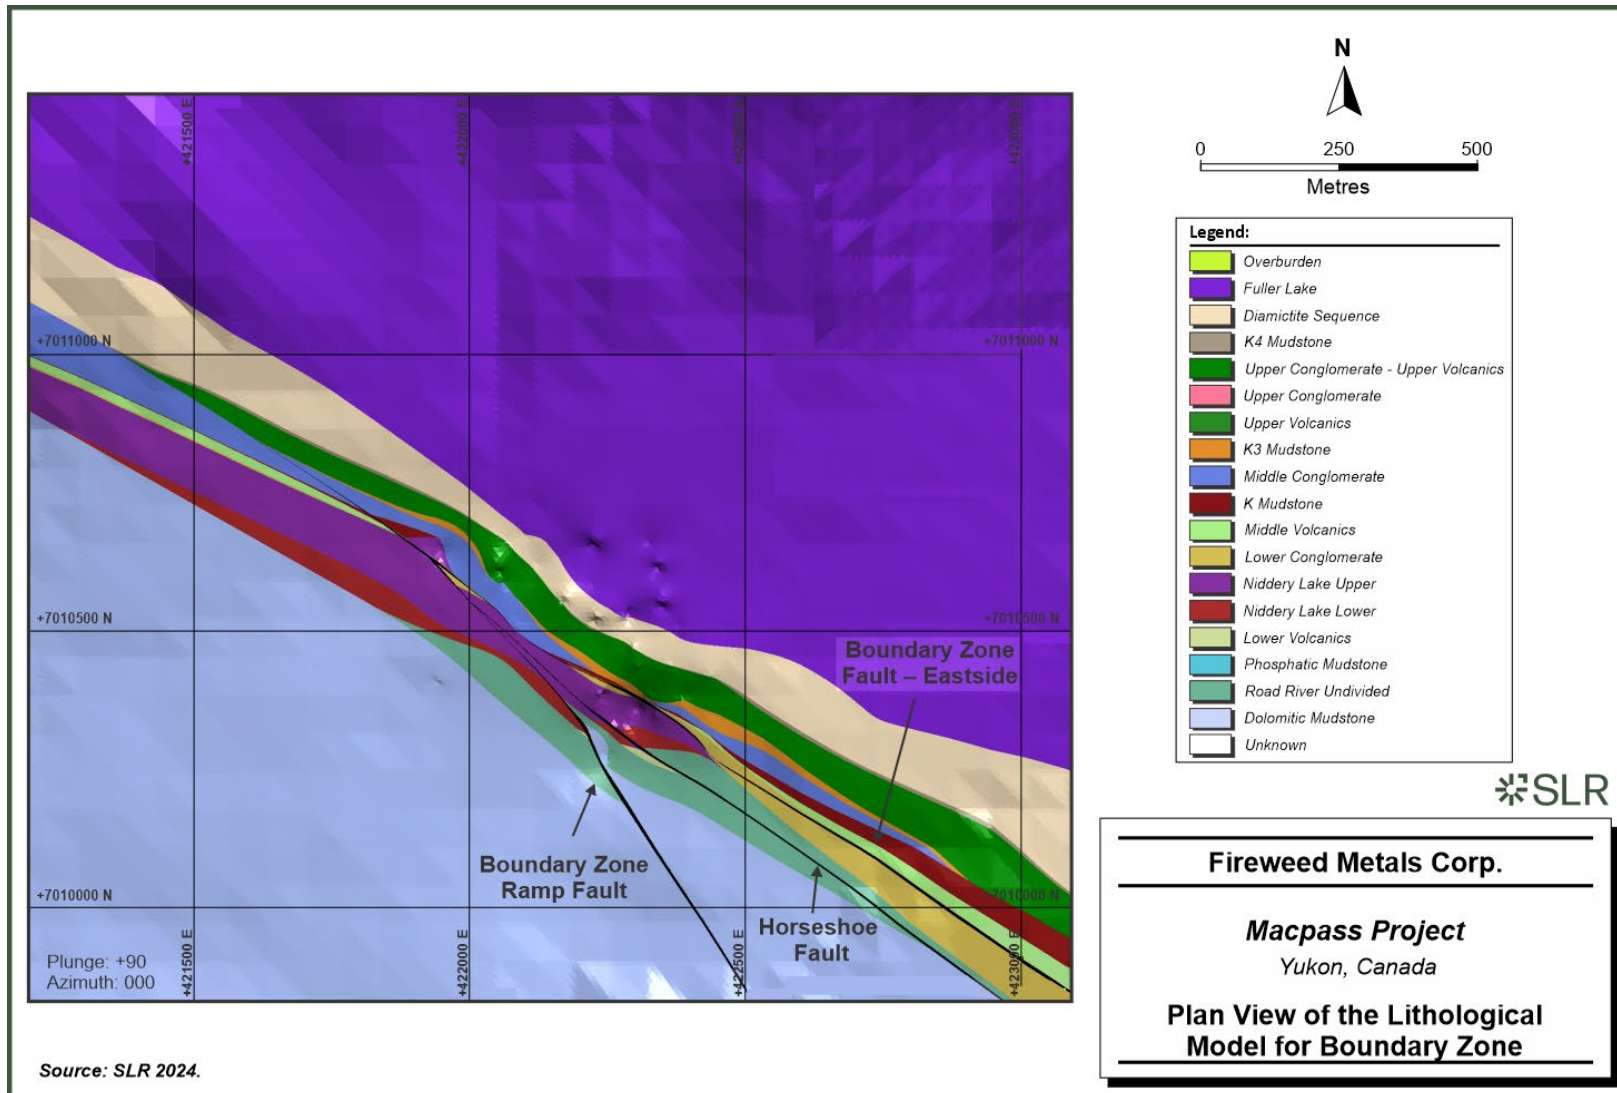 N
0 250 500
Metres
+421500 E
+422000 E
+422500 E
+423000 E
+7011000 N
+7011000 N
+7010500 N
+7010500 N
Boundary Zone
Fault – Eastside
Boundary Zone
Ramp Fault
Horseshoe
Fault
+7010000 N
+7010000 N
+421500 E
+422000 E
+422500 E
+423000 E
Plunge: +90
Azimuth: 000
Legend:
Overburden
Fuller Lake
Diamictite Sequence
K4 Mudstone
Upper Conglomerate - Upper Volcanics
Upper Conglomerate
Upper Volcanics
K3 Mudstone
Middle Conglomerate
K Mudstone
Middle Volcanics
Lower Conglomerate
Niddery Lake Upper
Niddery Lake Lower
Lower Volcanics
Phosphatic Mudstone
Road River Undivided
Dolomitic Mudstone
Unknown
SLR
Fireweed Metals Corp.
Macpass Project
Yukon, Canada
Plan View of the Lithological
Model for Boundary Zone
Source: SLR 2024.